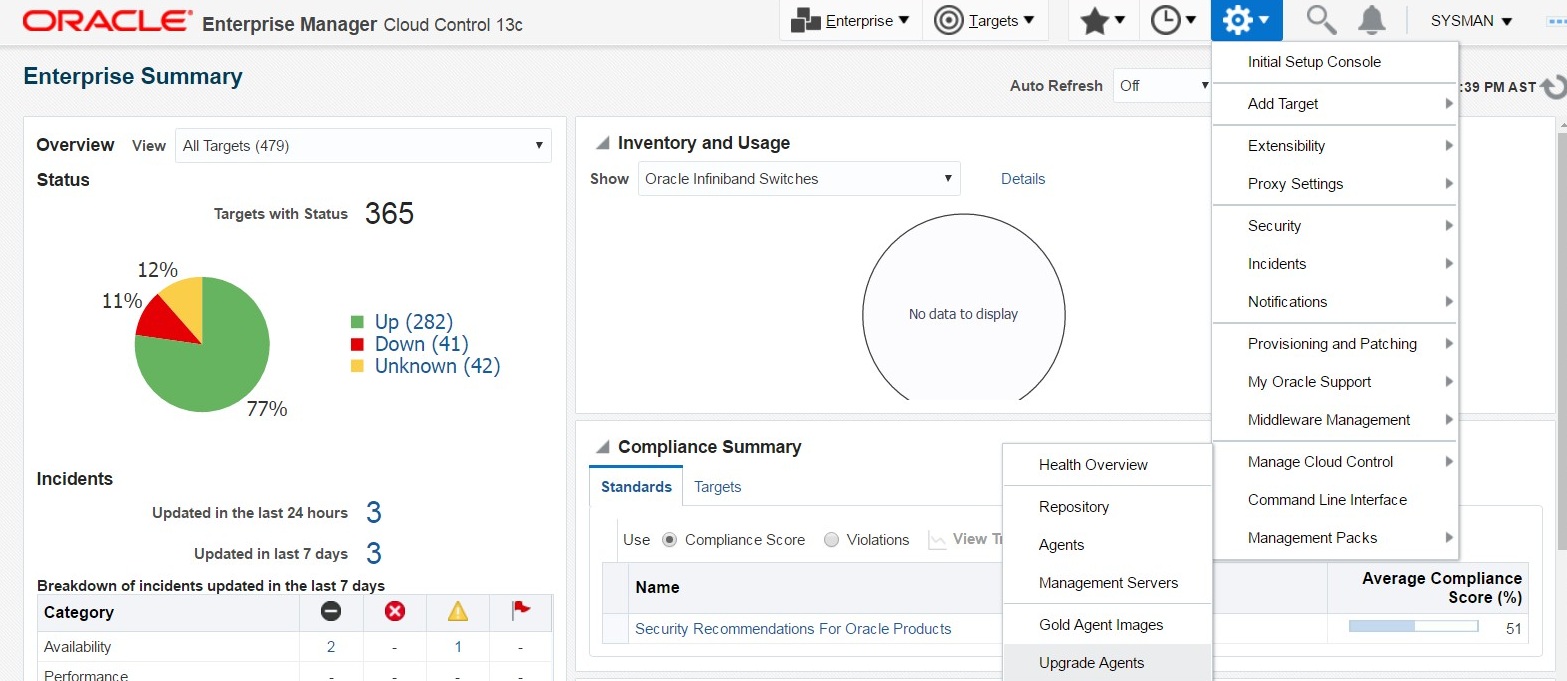 ORACLE® Enterprise Manager Cloud Control 13c
Enterprise ▼ Targets ▼ SYSMAN ▼
Enterprise Summary
Auto Refresh Off
:39 PM AST
Overview View All Targets (479)
Status
Targets with Status 365
12%
11%
77%
Up (282)
Down (41)
Unknown (42)
Incidents
Updated in the last 24 hours 3
Updated in last 7 days 3
Breakdown of incidents updated in the last 7 days
Category
Availability 2 - 1 -
Performance - - - -
Inventory and Usage
Show Oracle Infiniband Switches Details
No data to display
Compliance Summary
Standards Targets
Use Compliance Score Violations View Tr
Name Average Compliance
Score (%)
Security Recommendations For Oracle Products 51
Initial Setup Console
Add Target
Extensibility
Proxy Settings
Security
Incidents
Notifications
Provisioning and Patching
My Oracle Support
Middleware Management
Manage Cloud Control
Command Line Interface
Management Packs
Health Overview
Repository
Agents
Management Servers
Gold Agent Images
Upgrade Agents